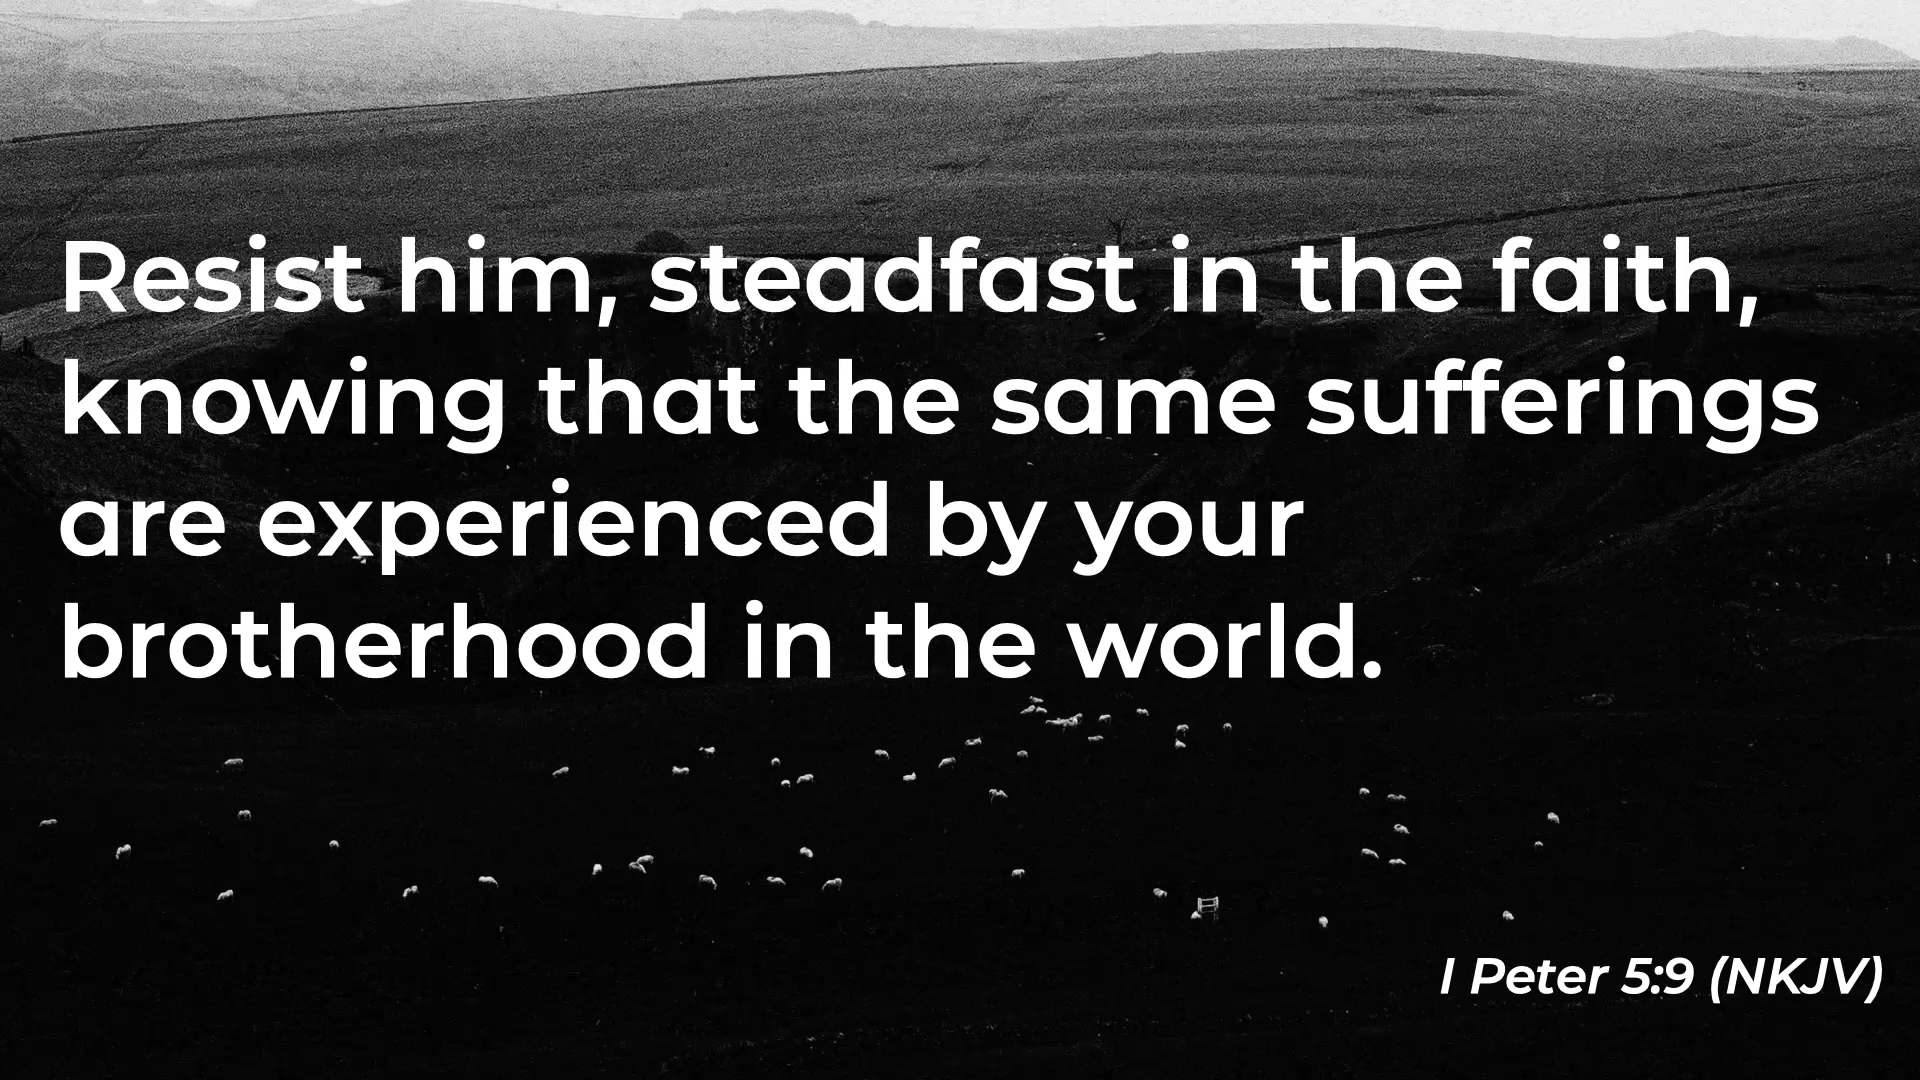 Resist him, steadfast in the faith,
knowing that the same sufferings
are experienced by your
brotherhood in the world.
I Peter 5:9 (NKJV)